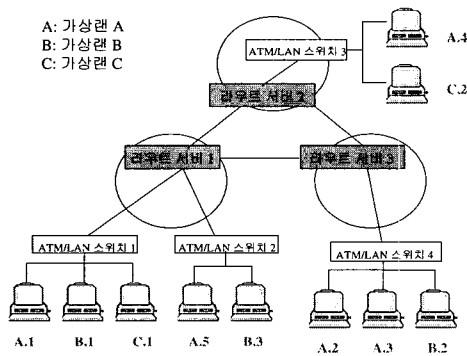 A: 가상랜 A
B: 가상랜 B
C: 가상랜 C
ATM/LAN 스위치 3
A.4
C.2
라우트 서버 2
라우트 서버 1
라우트 서버 3
ATM/LAN 스위치 1
ATM/LAN 스위치 2
ATM/LAN 스위치 4
A.1
B.1
C.1
A.5
B.3
A.2
A.3
B.2